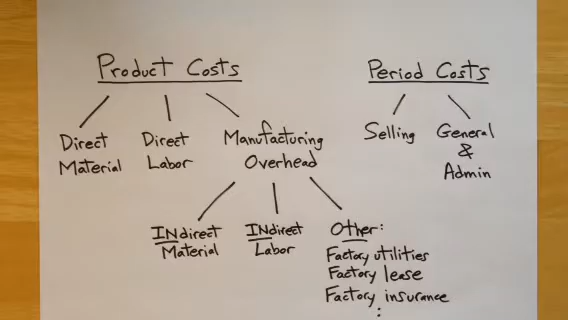 Product Costs
Period Costs
Direct
Material
Direct
Labor
Manufacturing
Overhead
Selling
General
&
Admin
INdirect
Material
INdirect
Labor
Other:
Factory utilities
Factory lease
Factory insurance
: